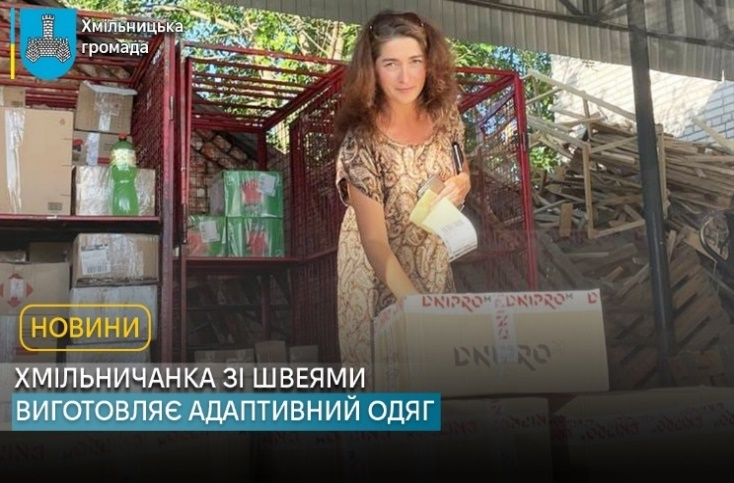 Хмільницька
громада
DNIPRO M DNIPRO M
DNIPRO
НОВИНИ
ХМІЛЬНИЧАНКА ЗІ ШВЕЯМИ
ВИГОТОВЛЯЄ АДАПТИВНИЙ ОДЯГ